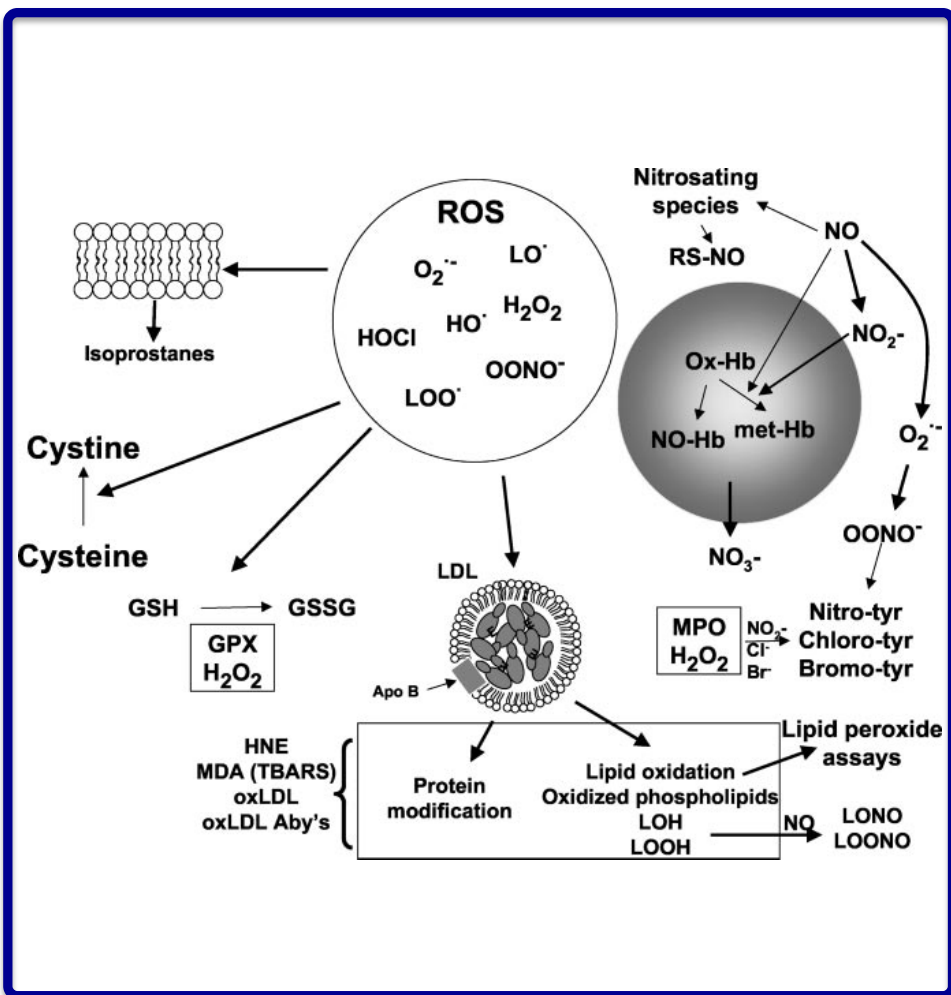 ROS
O₂˙⁻
LO˙
HOCl
HO˙
H₂O₂
LOO˙
OONO⁻
Isoprostanes
Cystine
Cysteine
GSH
GSSG
GPX
H₂O₂
LDL
Apo B
HNE
MDA (TBARS)
oxLDL
oxLDL Aby's
Protein
modification
Lipid oxidation
Oxidized phospholipids
LOH
LOOH
NO
LONO
LOONO
Lipid peroxide
assays
Nitrosating
species
RS-NO
NO
NO₂-
Ox-Hb
NO-Hb
met-Hb
NO₃-
O₂˙⁻
OONO⁻
MPO
H₂O₂
NO₂-
Cl⁻
Br⁻
Nitro-tyr
Chloro-tyr
Bromo-tyr